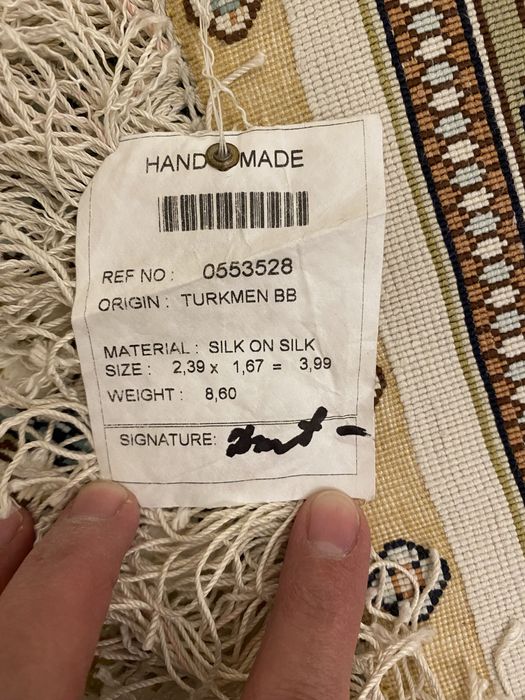 HAND MADE
REF NO : 0553528
ORIGIN : TURKMEN BB
MATERIAL : SILK ON SILK
SIZE : 2,39 x 1,67 = 3,99
WEIGHT : 8,60
SIGNATURE: